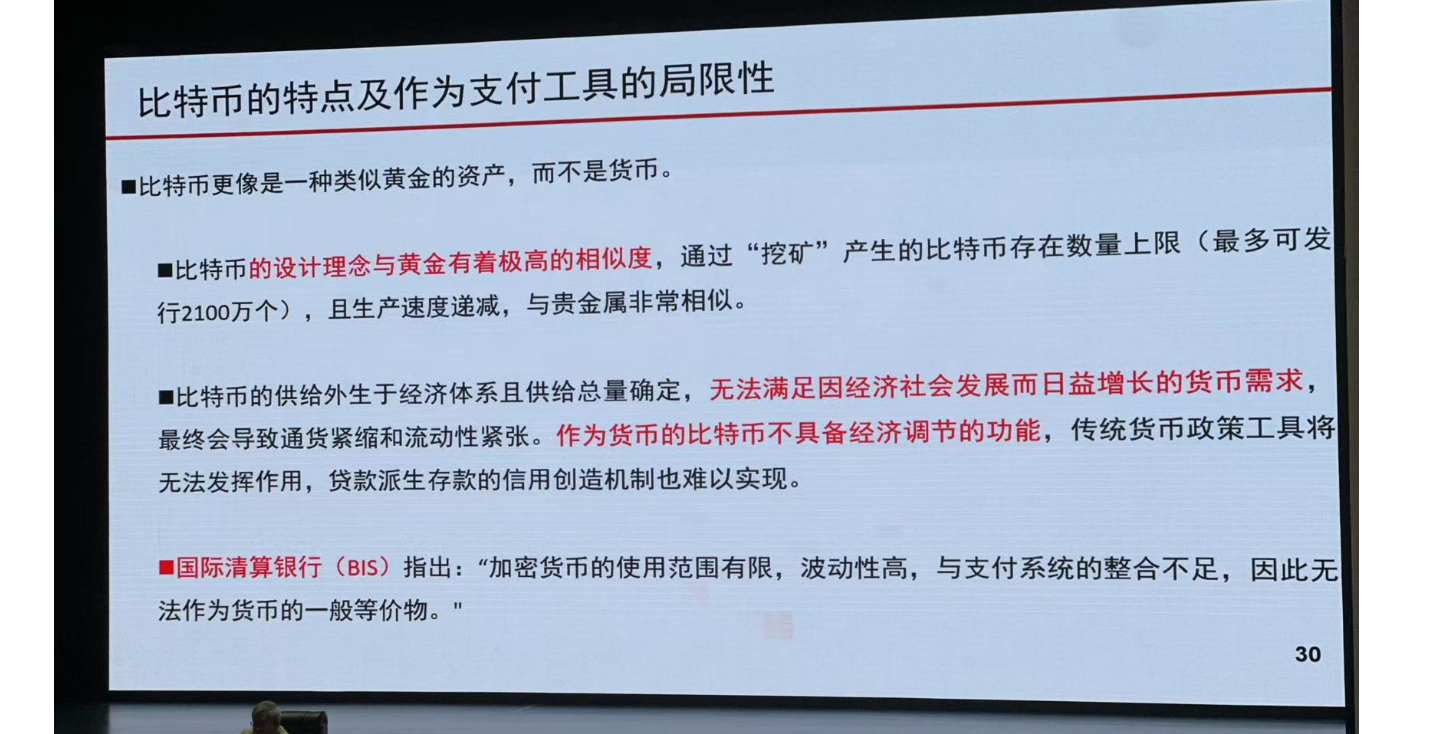 比特币的特点及作为支付工具的局限性
■比特币更像是一种类似黄金的资产，而不是货币。
■比特币的设计理念与黄金有着极高的相似度，通过“挖矿”产生的比特币存在数量上限（最多可发
行2100万个），且生产速度递减，与贵金属非常相似。
■比特币的供给外生于经济体系且供给总量确定，无法满足因经济社会发展而日益增长的货币需求，
最终会导致通货紧缩和流动性紧张。作为货币的比特币不具备经济调节的功能，传统货币政策工具将
无法发挥作用，贷款派生存款的信用创造机制也难以实现。
■国际清算银行（BIS）指出：“加密货币的使用范围有限，波动性高，与支付系统的整合不足，因此无
法作为货币的一般等价物。"
30